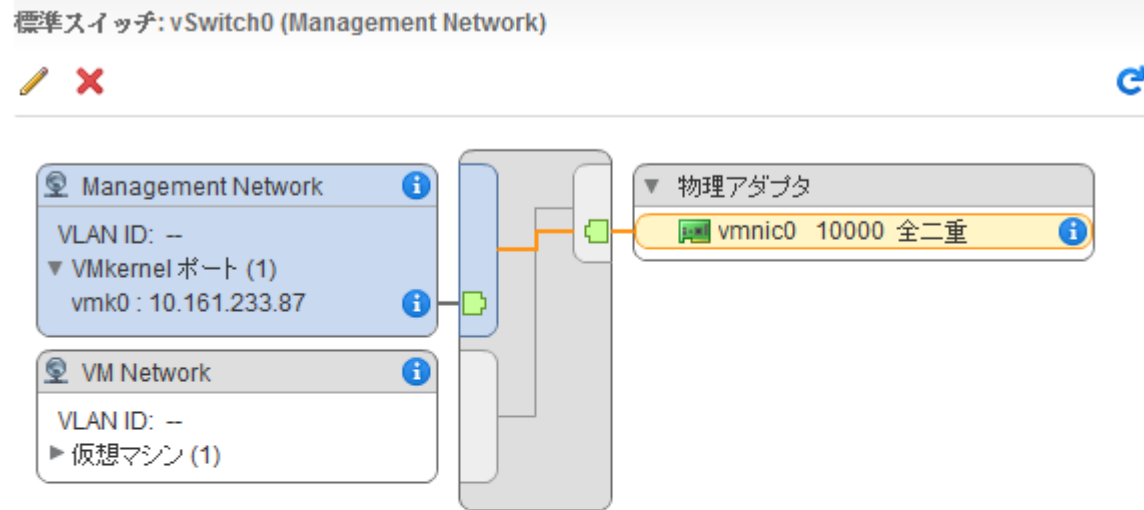 標準スイッチ: vSwitch0 (Management Network)
Management Network
VLAN ID: --
VMkernel ポート (1)
vmk0 : 10.161.233.87
VM Network
VLAN ID: --
仮想マシン (1)
物理アダプタ
vmnic0 10000 全二重